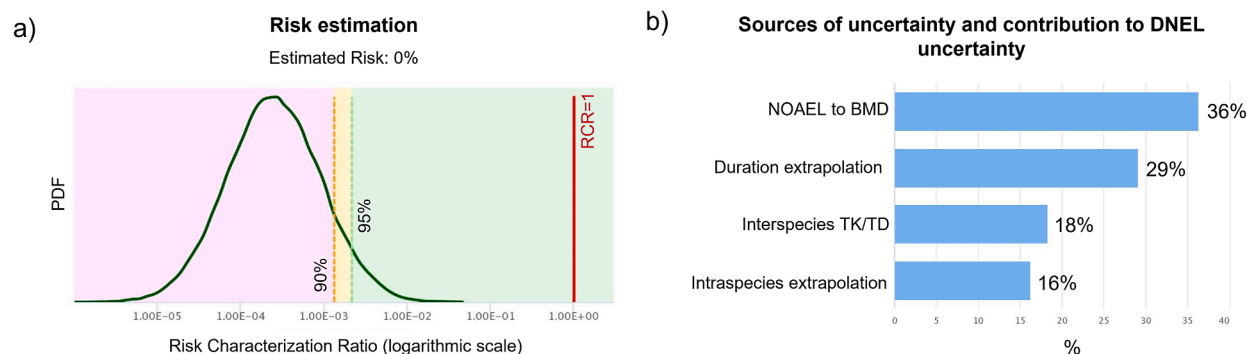 a)
Risk estimation
Estimated Risk: 0%
PDF
90%
95%
RCR=1
1.00E-05
1.00E-04
1.00E-03
1.00E-02
1.00E-01
1.00E+00
Risk Characterization Ratio (logarithmic scale)
b)
Sources of uncertainty and contribution to DNEL
uncertainty
NOAEL to BMD
36%
Duration extrapolation
29%
Interspecies TK/TD
18%
Intraspecies extrapolation
16%
0
5
10
15
20
25
30
35
40
%